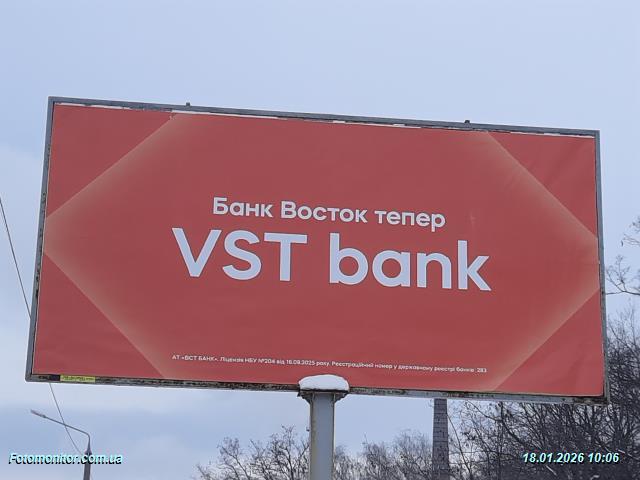 Банк Восток тепер
VST bank
АТ «ВСТ БАНК». Ліцензія НБУ №204 від 16.09.2025 року. Реєстраційний номер у державному реєстрі банків 283
Fotomonitor.com.ua
18.01.2026 10:06